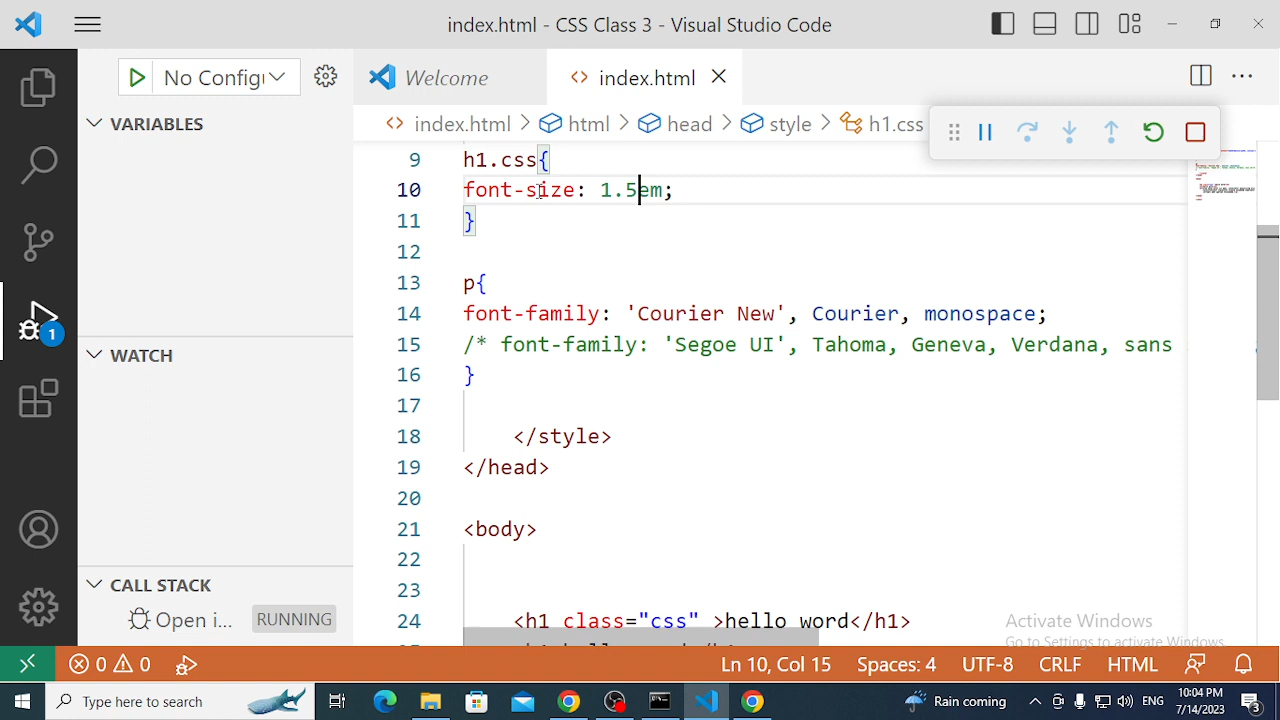 index.html - CSS Class 3 - Visual Studio Code
No Config
Welcome
index.html
VARIABLES
index.html > html > head > style > h1.css
9 h1.css{
10 font-size: 1.5em;
11 }
12
13 p{
14 font-family: 'Courier New', Courier, monospace;
15 /* font-family: 'Segoe UI', Tahoma, Geneva, Verdana, sans
16 }
17
18 </style>
19 </head>
20
21 <body>
22
23
24 <h1 class="css" >hello word</h1>
WATCH
CALL STACK
Open i...
RUNNING
1
Activate Windows
Go to Settings to activate Windows.
0 0
Ln 10, Col 15
Spaces: 4
UTF-8
CRLF
HTML
Type here to search
Rain coming
ENG
10:04 PM
7/14/2023
3